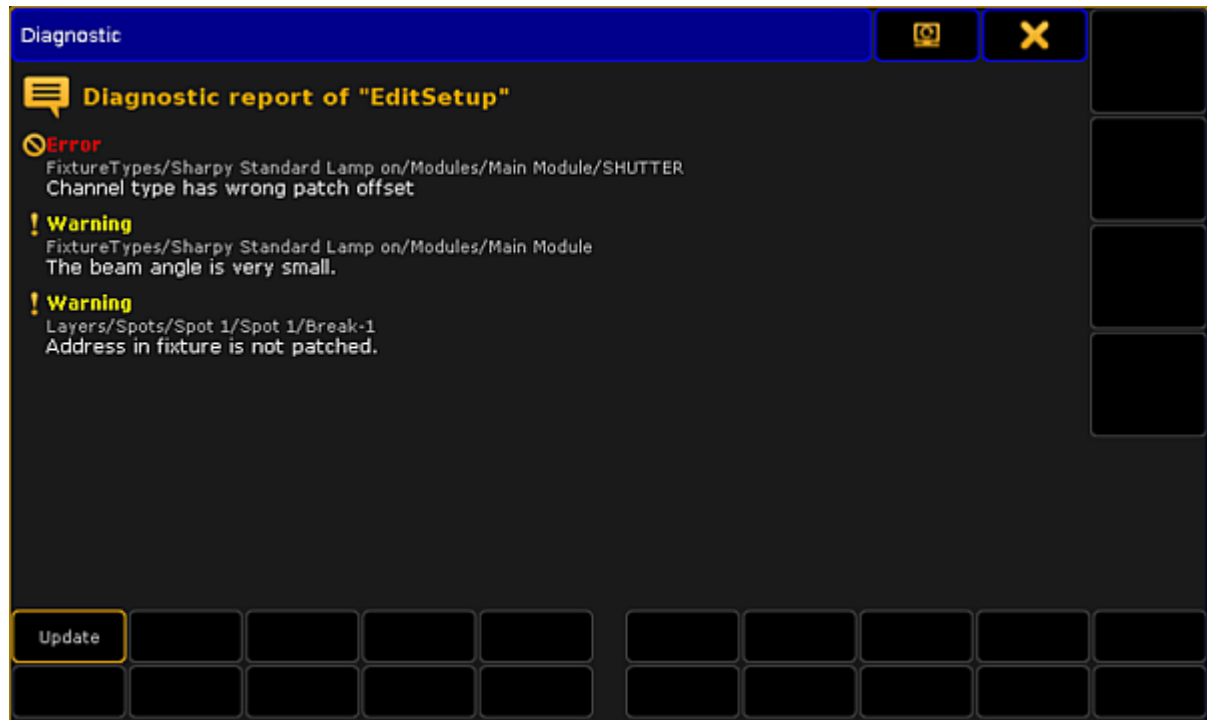 Diagnostic
Diagnostic report of "EditSetup"
Error
FixtureTypes/Sharpy Standard Lamp on/Modules/Main Module/SHUTTER
Channel type has wrong patch offset
! Warning
FixtureTypes/Sharpy Standard Lamp on/Modules/Main Module
The beam angle is very small.
! Warning
Layers/Spots/Spot 1/Spot 1/Break-1
Address in fixture is not patched.
Update